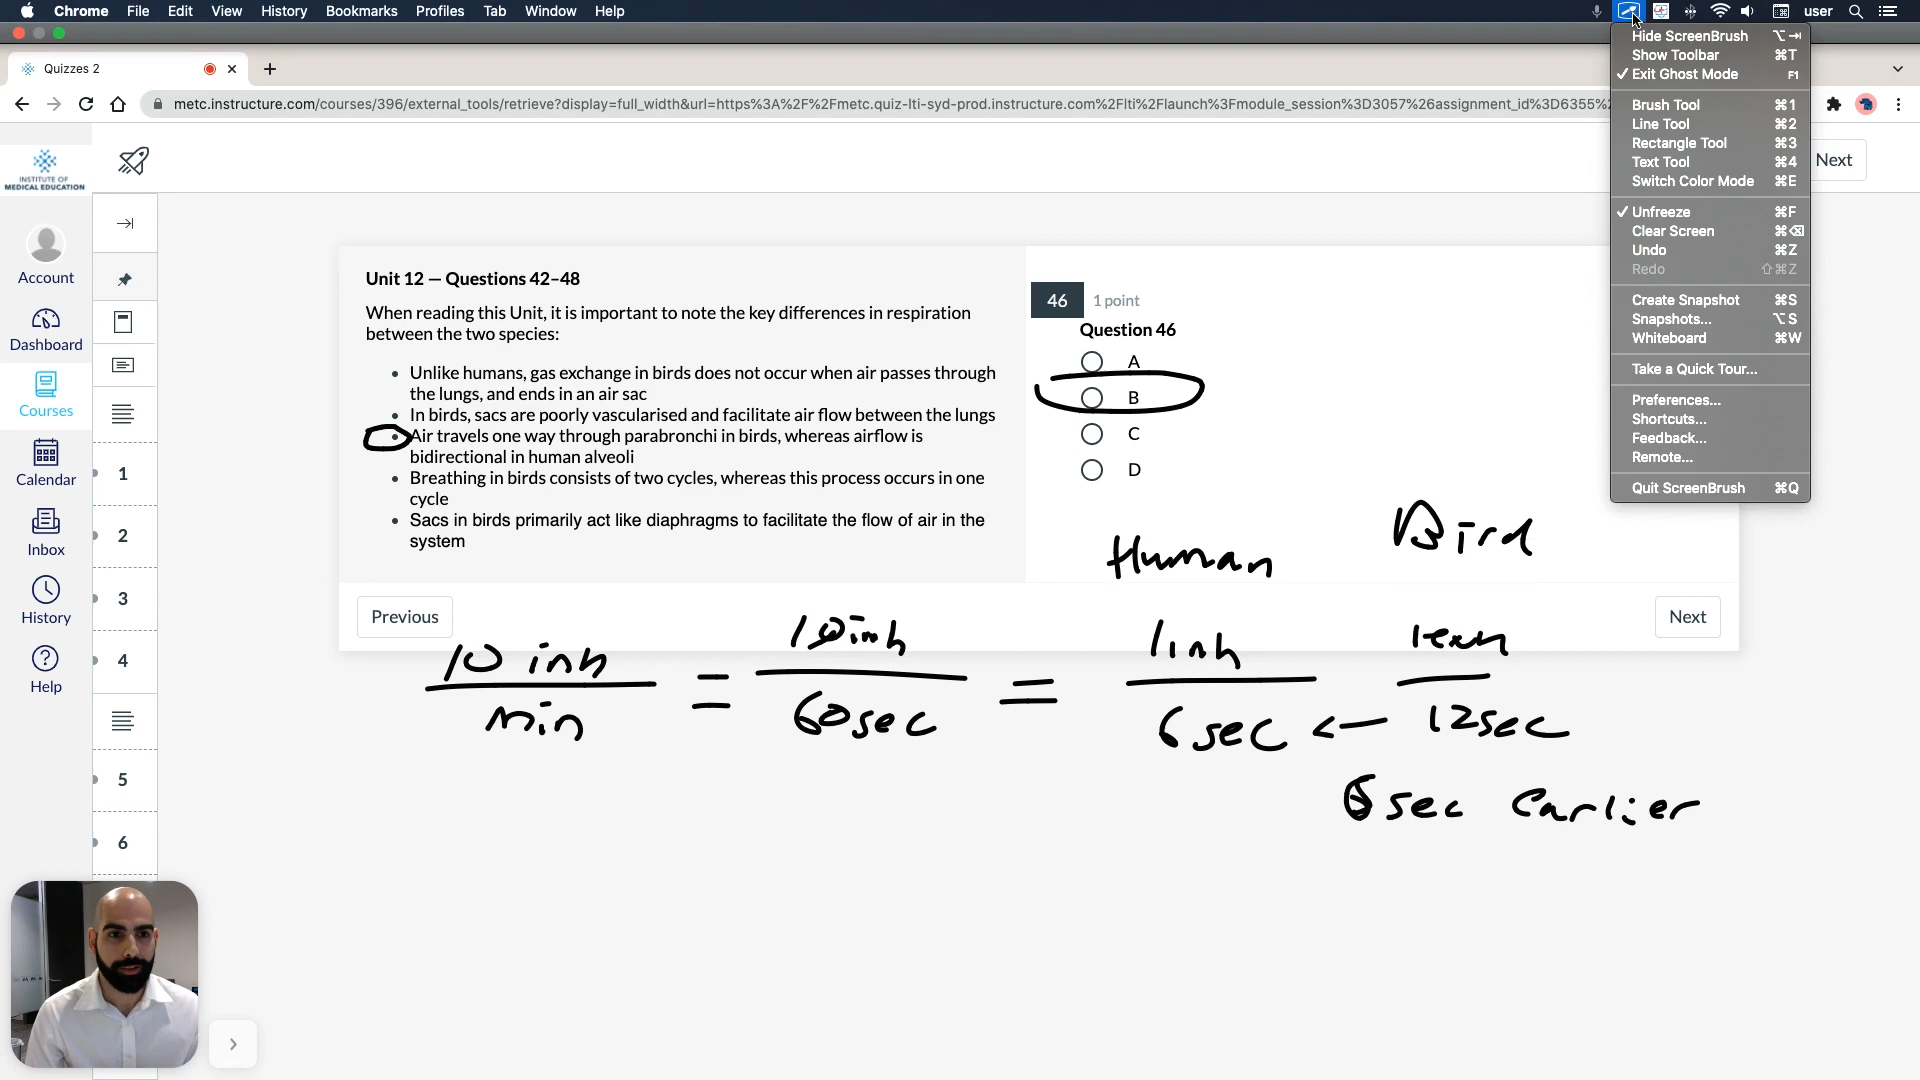 Chrome File Edit View History Bookmarks Profiles Tab Window Help user
Quizzes 2
metc.instructure.com/courses/396/external_tools/retrieve?display=full_width&url=https%3A%2F%2Fmetc.quiz-lti-syd-prod.instructure.com%2Flti%2Flaunch%3Fmodule_session%3D3057%26assignment_id%3D6355%2
Hide ScreenBrush ⌥⇥
Show Toolbar ⌘T
✓ Exit Ghost Mode F1
Brush Tool ⌘1
Line Tool ⌘2
Rectangle Tool ⌘3
Text Tool ⌘4
Switch Color Mode ⌘E
✓ Unfreeze ⌘F
Clear Screen ⌘⌫
Undo ⌘Z
Redo ⇧⌘Z
Create Snapshot ⌘S
Snapshots... ⌥S
Whiteboard ⌘W
Take a Quick Tour...
Preferences...
Shortcuts...
Feedback...
Remote...
Quit ScreenBrush ⌘Q
Next
INSTITUTE OF
MEDICAL EDUCATION
Account
Dashboard
Courses
Calendar
Inbox
History
Help
1
2
3
4
5
6
Unit 12 — Questions 42–48
When reading this Unit, it is important to note the key differences in respiration
between the two species:
• Unlike humans, gas exchange in birds does not occur when air passes through
the lungs, and ends in an air sac
• In birds, sacs are poorly vascularised and facilitate air flow between the lungs
• Air travels one way through parabronchi in birds, whereas airflow is
bidirectional in human alveoli
• Breathing in birds consists of two cycles, whereas this process occurs in one
cycle
• Sacs in birds primarily act like diaphragms to facilitate the flow of air in the
system
46 1 point
Question 46
A
B
C
D
Human Bird
Previous
Next
10 inh = 10inh = 1inh
min 60sec 6sec ← 12sec
sec Earlier